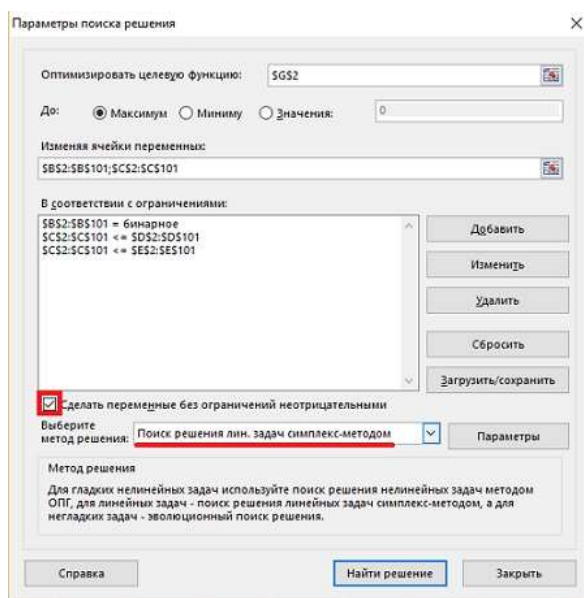 Параметры поиска решения
Оптимизировать целевую функцию:
$G$2
До:
Максимум
Миниму
Значения:
0
Изменяя ячейки переменных:
$B$2:$B$101;$C$2:$C$101
В соответствии с ограничениями:
$B$2:$B$101 = бинарное
$C$2:$C$101 <= $D$2:$D$101
$C$2:$C$101 <= $E$2:$E$101
Добавить
Изменить
Удалить
Сбросить
Загрузить/сохранить
Сделать переменные без ограничений неотрицательными
Выберите
метод решения:
Поиск решения лин. задач симплекс-методом
Параметры
Метод решения
Для гладких нелинейных задач используйте поиск решения нелинейных задач методом
ОПГ, для линейных задач - поиск решения линейных задач симплекс-методом, а для
негладких задач - эволюционный поиск решения.
Справка
Найти решение
Закрыть